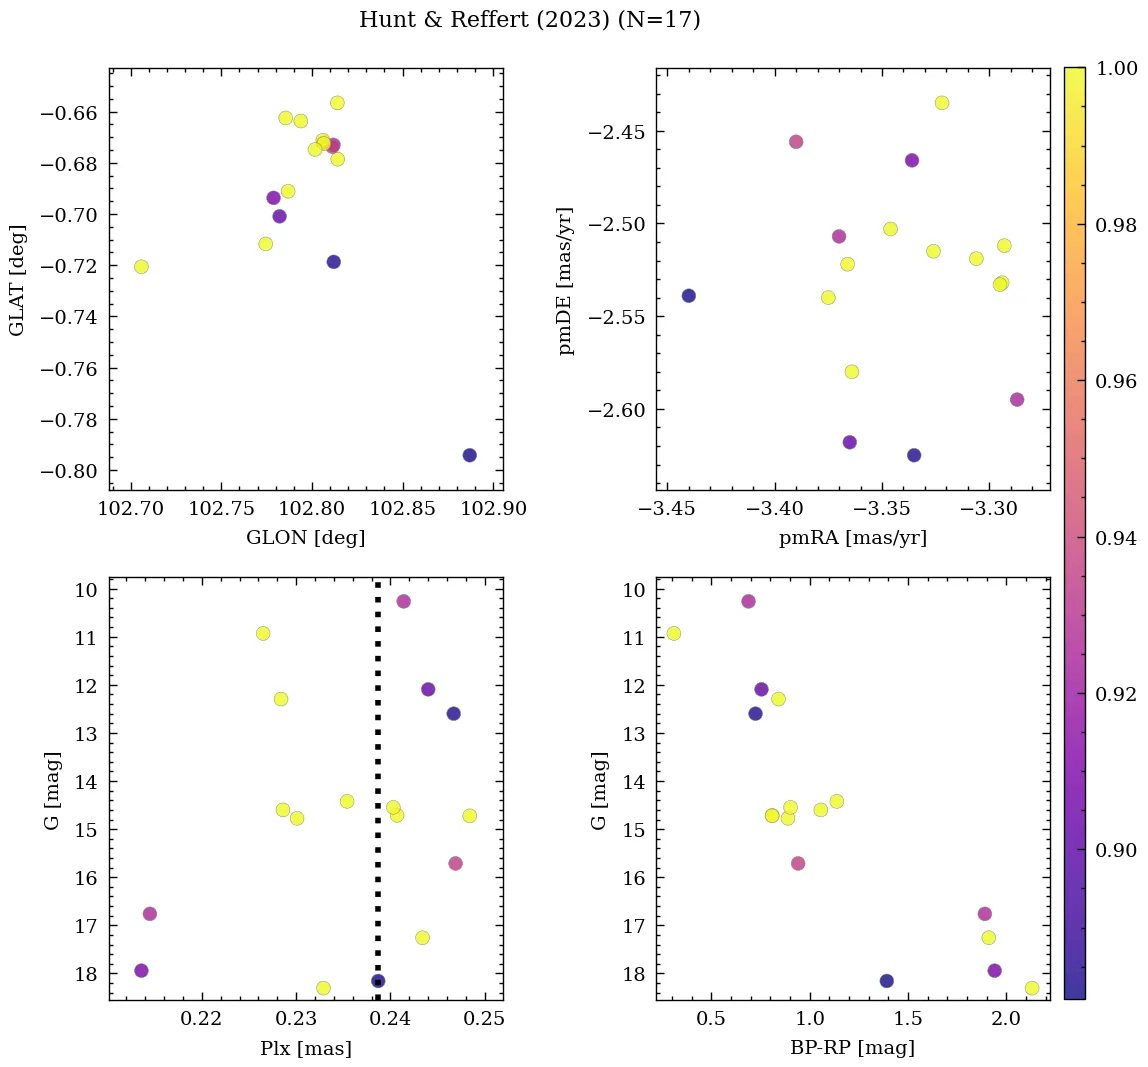 Hunt & Reffert (2023) (N=17)
−0.66
−0.68
−0.70
−0.72
−0.74
−0.76
−0.78
−0.80
GLAT [deg]
102.70 102.75 102.80 102.85 102.90
GLON [deg]
−2.45
−2.50
−2.55
−2.60
pmDE [mas/yr]
−3.45 −3.40 −3.35 −3.30
pmRA [mas/yr]
10
11
12
13
14
15
16
17
18
G [mag]
0.22 0.23 0.24 0.25
Plx [mas]
10
11
12
13
14
15
16
17
18
G [mag]
0.5 1.0 1.5 2.0
BP-RP [mag]
1.00
0.98
0.96
0.94
0.92
0.90